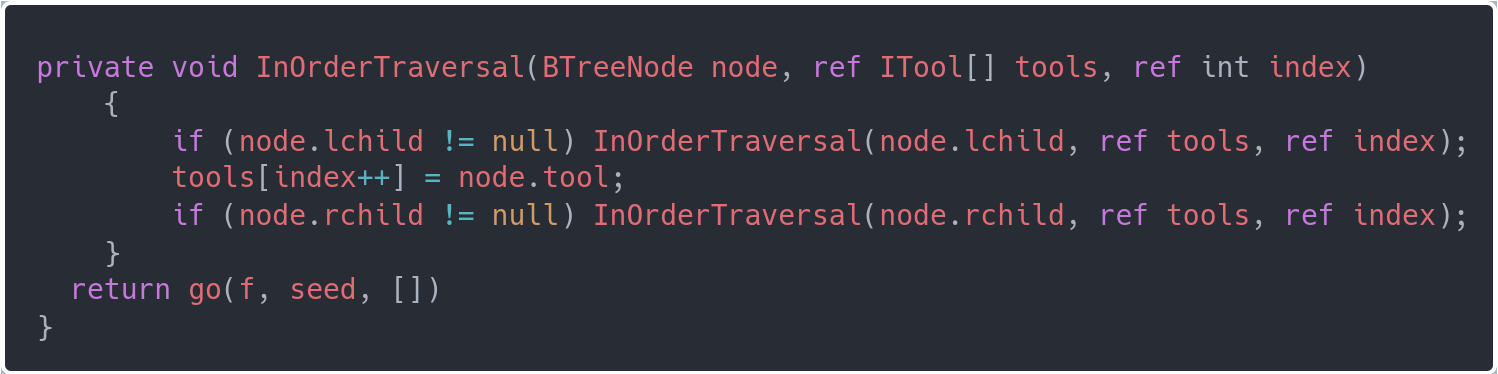 private void InOrderTraversal(BTreeNode node, ref ITool[] tools, ref int index)
    {
        if (node.lchild != null) InOrderTraversal(node.lchild, ref tools, ref index);
        tools[index++] = node.tool;
        if (node.rchild != null) InOrderTraversal(node.rchild, ref tools, ref index);
    }
  return go(f, seed, [])
}